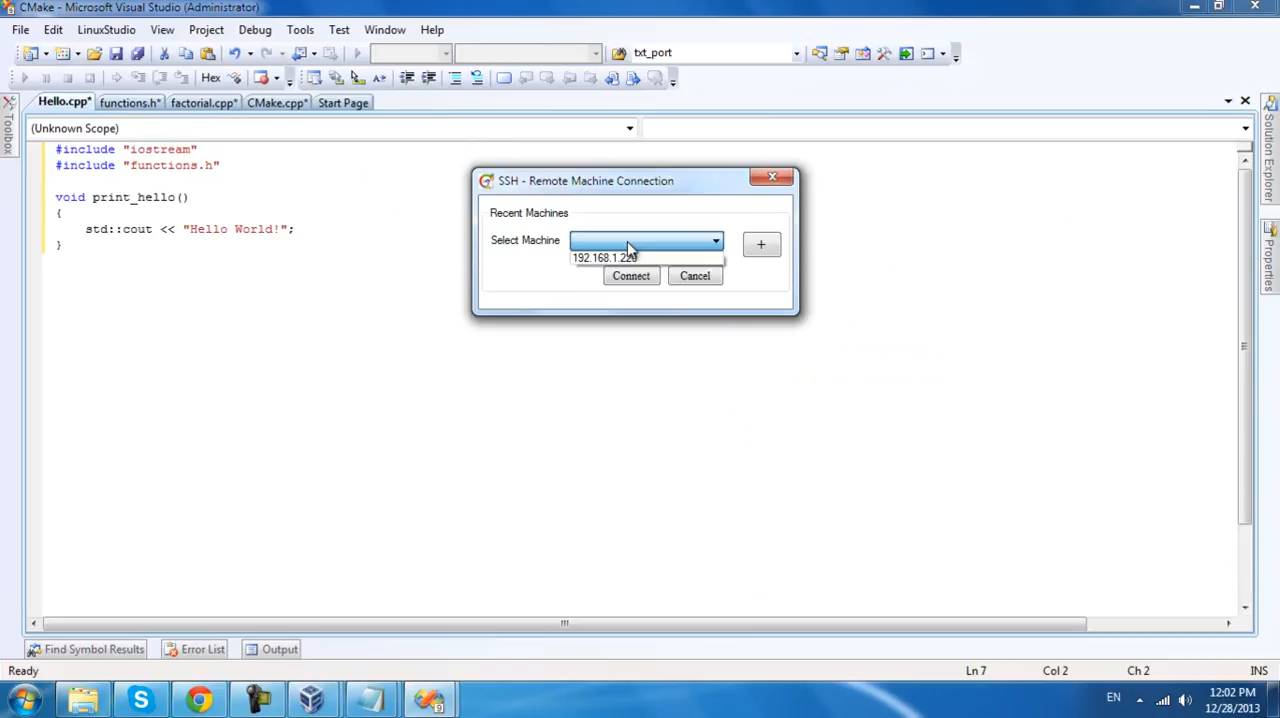 CMake - Microsoft Visual Studio (Administrator)
File Edit LinuxStudio View Project Debug Tools Test Window Help
txt_port
Hex
Hello.cpp* functions.h* factorial.cpp* CMake.cpp* Start Page
(Unknown Scope)
Toolbox
Solution Explorer
Properties
#include "iostream"
#include "functions.h"
void print_hello()
{
std::cout << "Hello World!";
}
SSH - Remote Machine Connection
Recent Machines
Select Machine
+
Connect Cancel
Find Symbol Results Error List Output
Ready Ln 7 Col 2 Ch 2 INS
EN 12:02 PM
12/28/2013